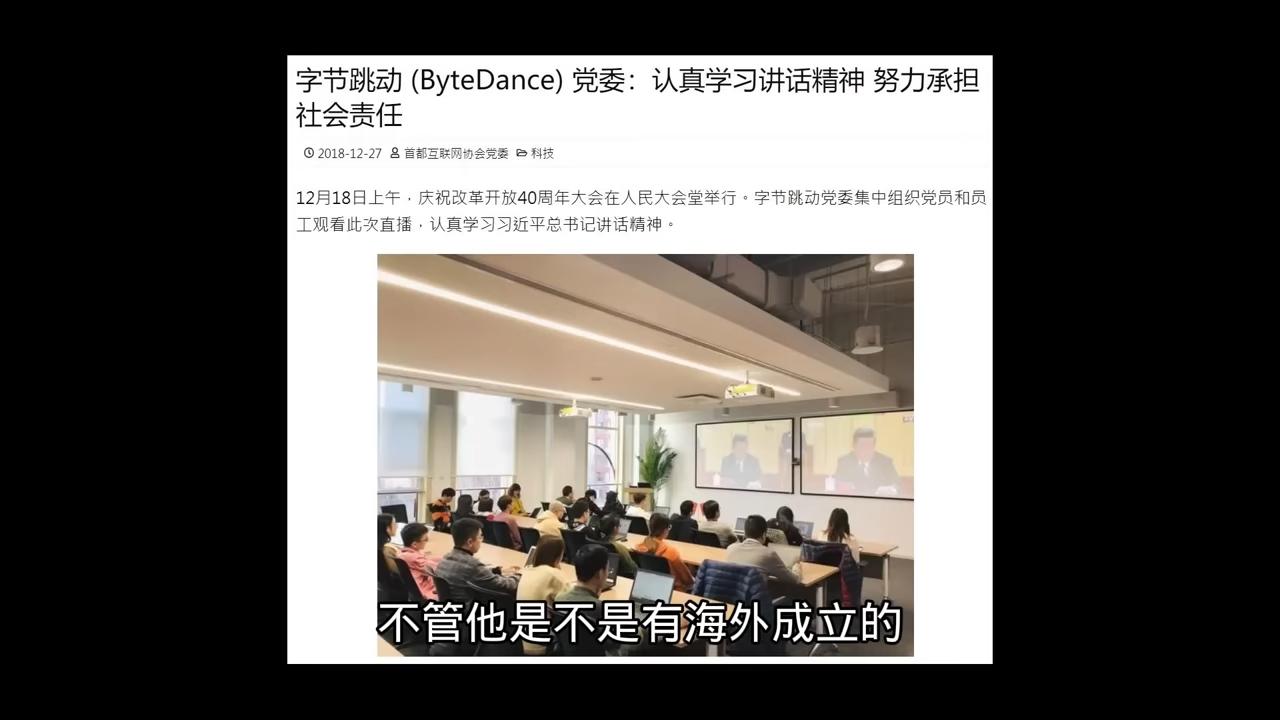 字节跳动 (ByteDance) 党委：认真学习讲话精神 努力承担
社会责任
2018-12-27 首都互联网协会党委 科技
12月18日上午，庆祝改革开放40周年大会在人民大会堂举行。字节跳动党委集中组织党员和员
工观看此次直播，认真学习习近平总书记讲话精神。
不管他是不是有海外成立的